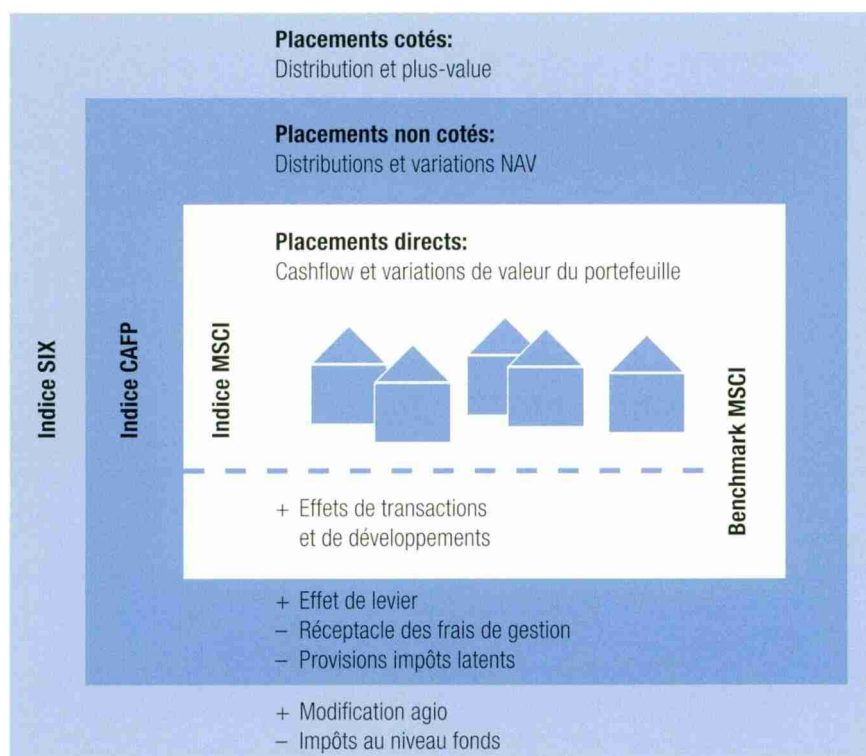 Placements cotés:
Distribution et plus-value
Placements non cotés:
Distributions et variations NAV
Placements directs:
Cashflow et variations de valeur du portefeuille
Indice SIX
Indice CAFP
Indice MSCI
Benchmark MSCI
+ Effets de transactions
et de développements
+ Effet de levier
– Réceptacle des frais de gestion
– Provisions impôts latents
+ Modification agio
– Impôts au niveau fonds